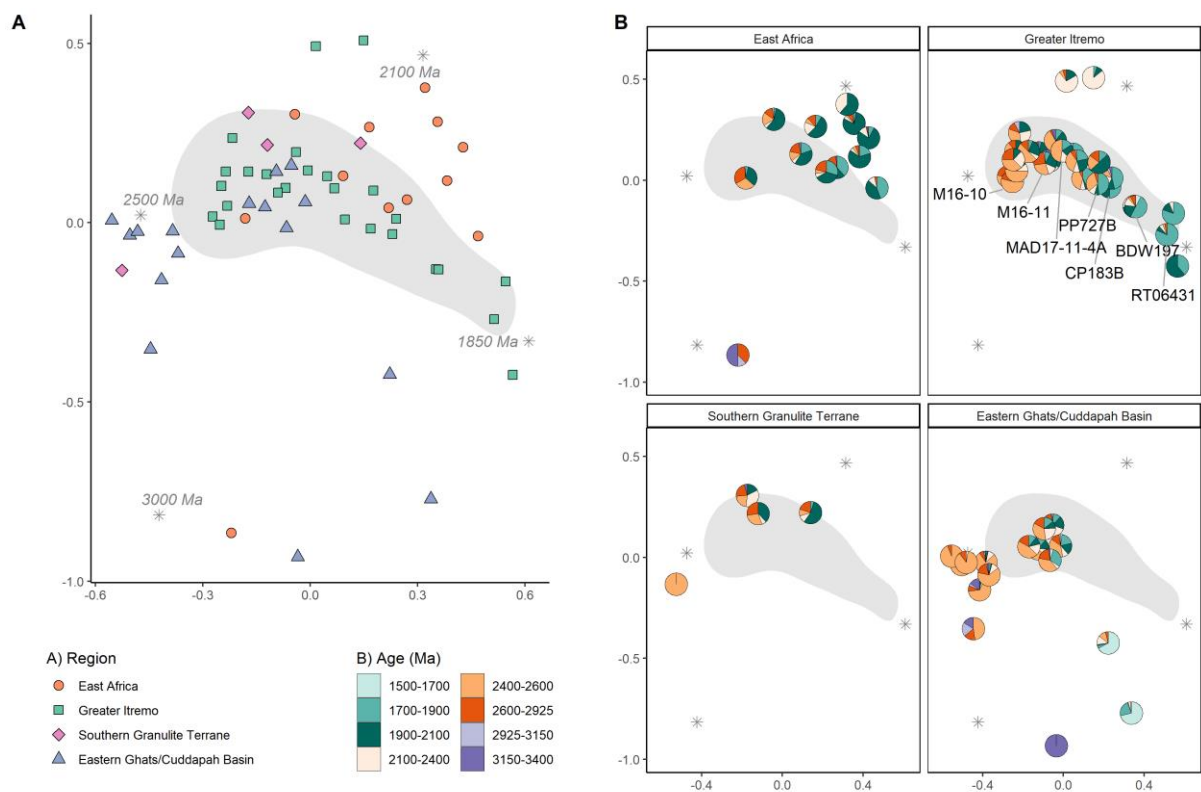 A
0.5
0.0
-0.5
-1.0
-0.6
-0.3
0.0
0.3
0.6
2100 Ma
2500 Ma
1850 Ma
3000 Ma
A) Region
East Africa
Greater Itremo
Southern Granulite Terrane
Eastern Ghats/Cuddapah Basin
B) Age (Ma)
1500-1700
1700-1900
1900-2100
2100-2400
2400-2600
2600-2925
2925-3150
3150-3400
B
East Africa
Greater Itremo
0.5
0.0
-0.5
-1.0
M16-10
M16-11
PP727B
MAD17-11-4A
BDW197
CP183B
RT06431
Southern Granulite Terrane
Eastern Ghats/Cuddapah Basin
0.5
0.0
-0.5
-1.0
-0.4
0.0
0.4
-0.4
0.0
0.4